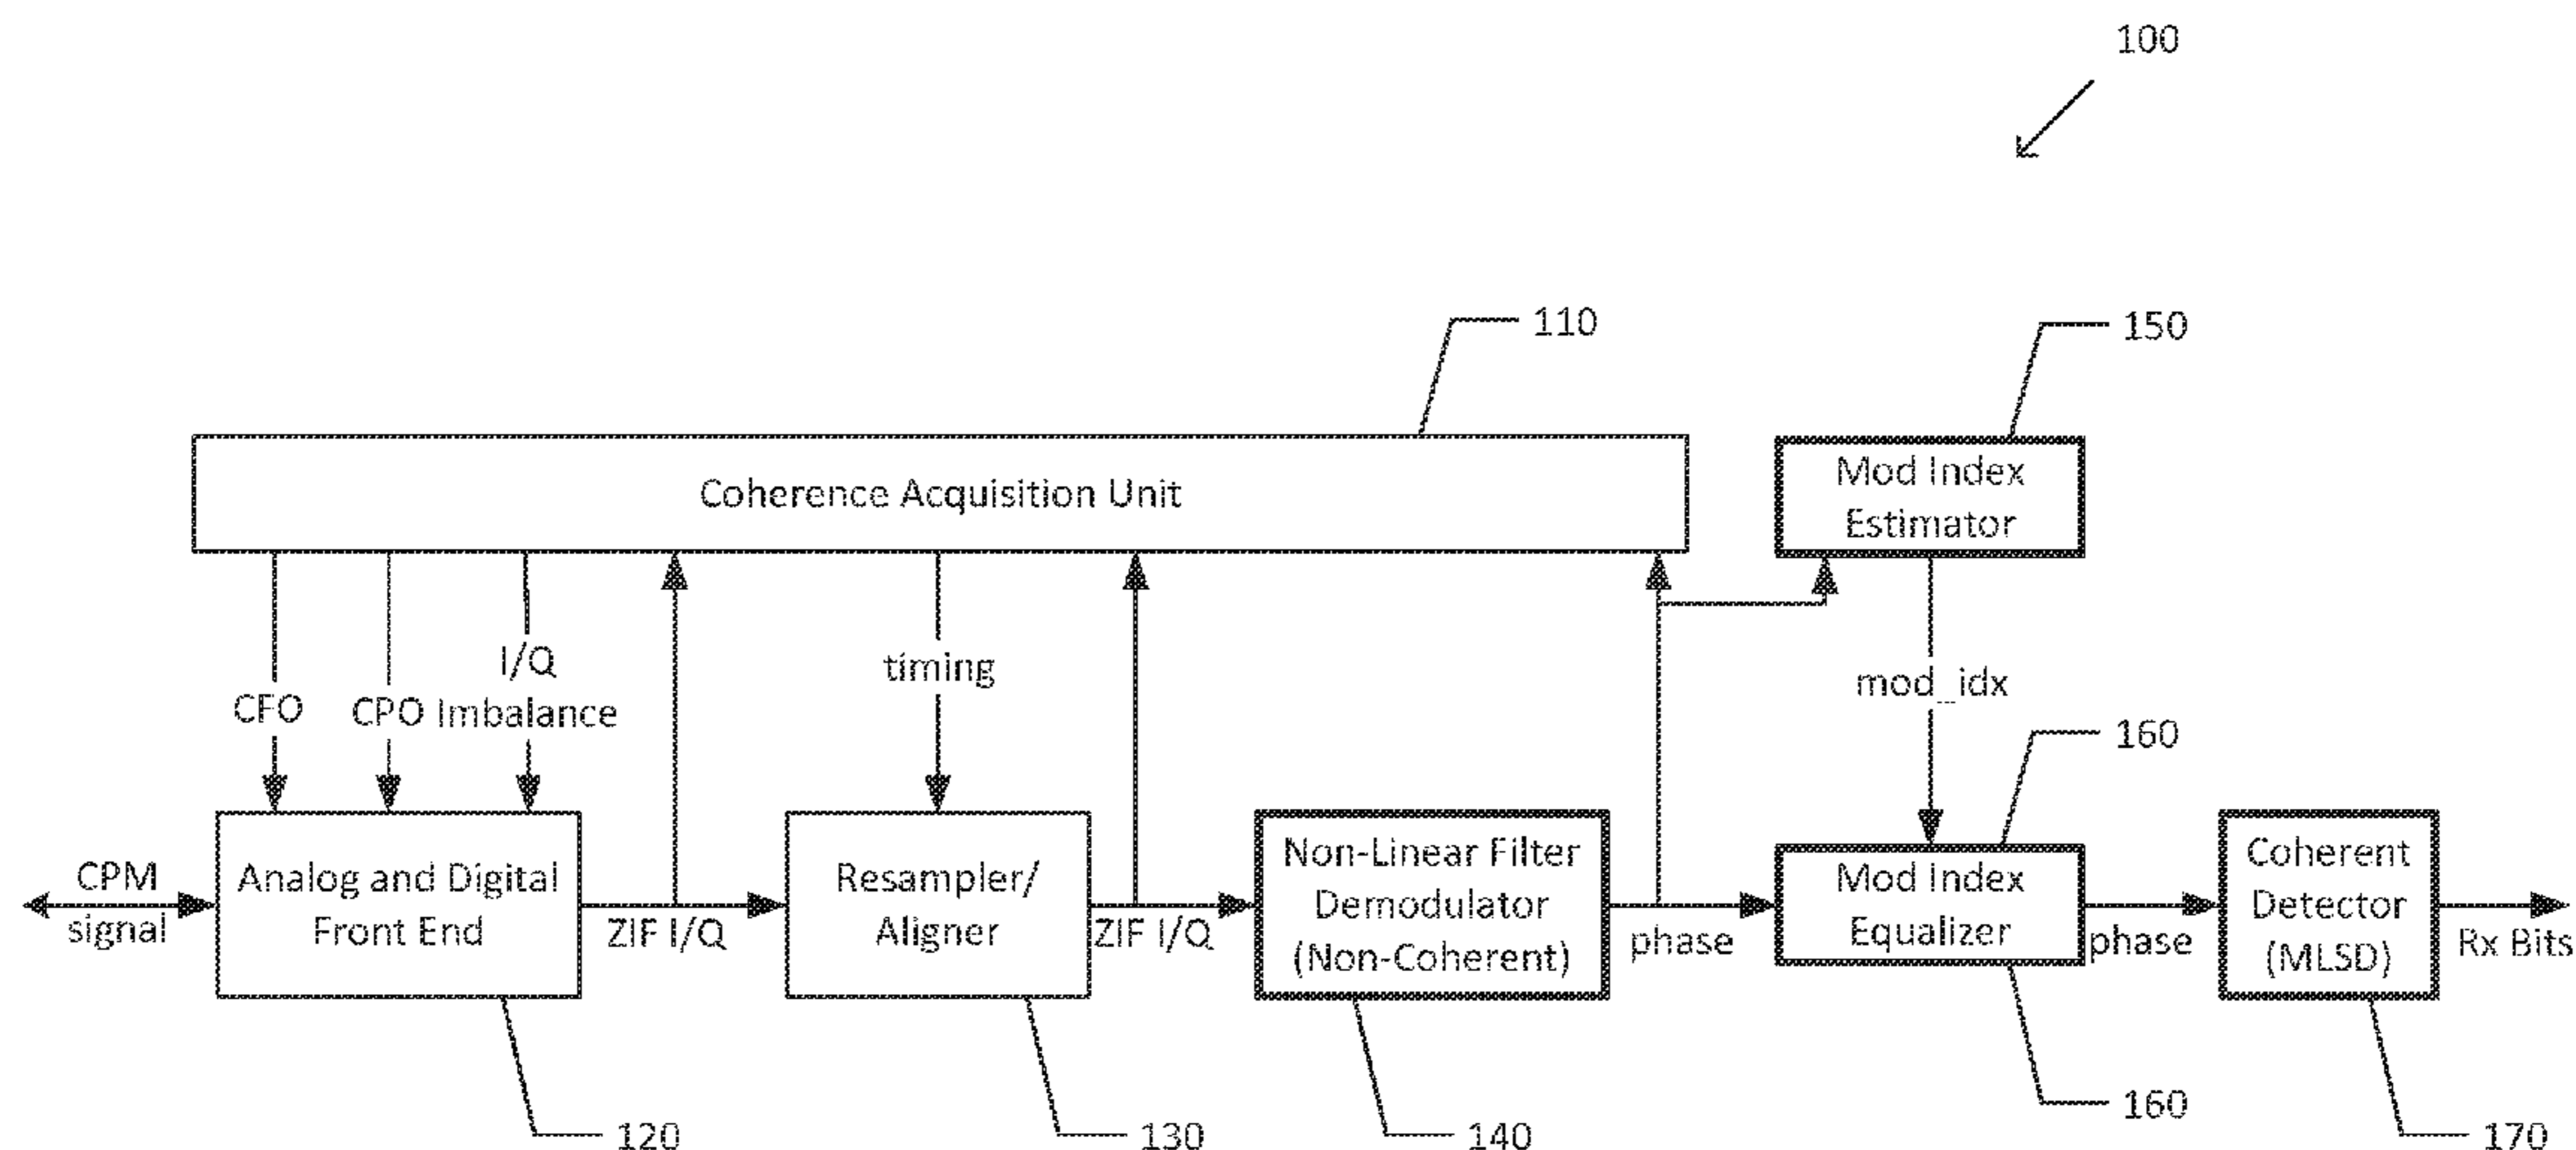 100
110
150
Coherence Acquisition Unit
Mod Index
Estimator
I/Q
Imbalance
CFO
CPO
timing
mod_idx
160
CPM
signal
Analog and Digital
Front End
ZIF I/Q
Resampler/
Aligner
ZIF I/Q
Non-Linear Filter
Demodulator
(Non-Coherent)
phase
Mod Index
Equalizer
phase
Coherent
Detector
(MLSD)
Rx Bits
120
130
140
160
170